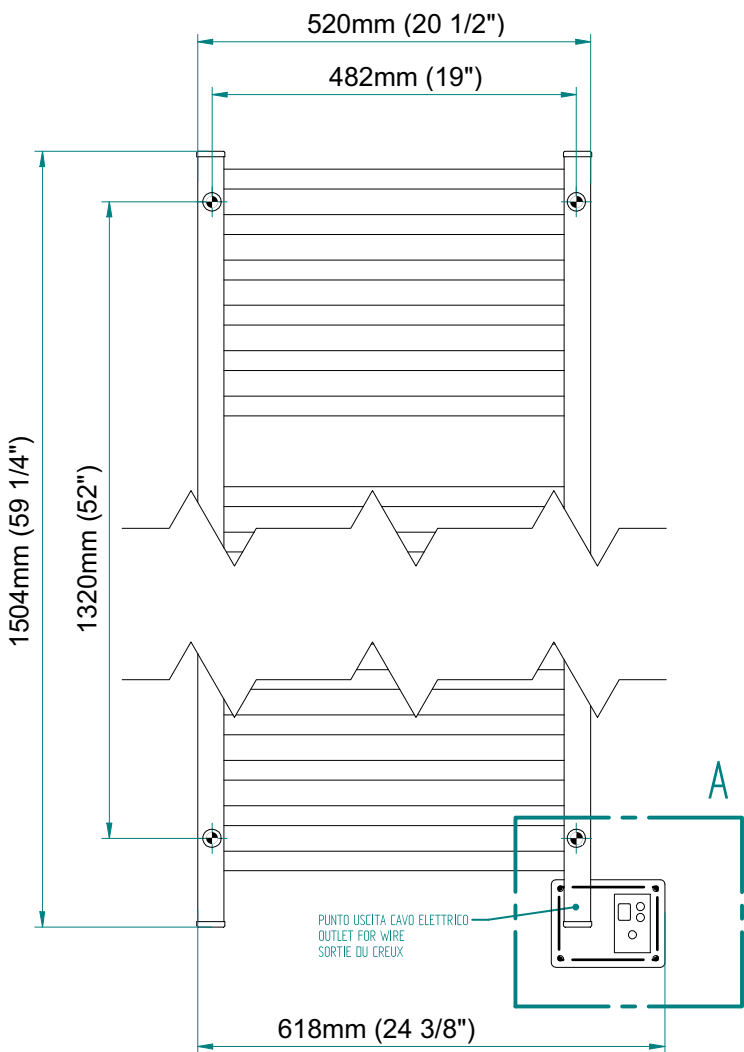 520mm (20 1/2")
482mm (19")
1504mm (59 1/4")
1320mm (52")
A
PUNTO USCITA CAVO ELETTRICO
OUTLET FOR WIRE
SORTIE DU CREUX
618mm (24 3/8")